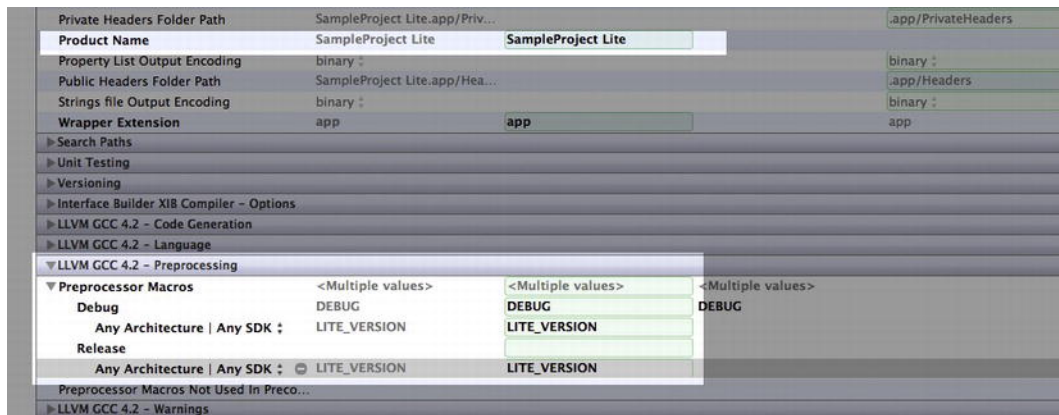 Private Headers Folder Path SampleProject Lite.app/Priv... .app/PrivateHeaders
Product Name SampleProject Lite SampleProject Lite
Property List Output Encoding binary binary
Public Headers Folder Path SampleProject Lite.app/Hea... .app/Headers
Strings file Output Encoding binary binary
Wrapper Extension app app app
Search Paths
Unit Testing
Versioning
Interface Builder XIB Compiler - Options
LLVM GCC 4.2 - Code Generation
LLVM GCC 4.2 - Language
LLVM GCC 4.2 - Preprocessing
Preprocessor Macros <Multiple values> <Multiple values> <Multiple values>
Debug DEBUG DEBUG DEBUG
Any Architecture | Any SDK LITE_VERSION LITE_VERSION
Release
Any Architecture | Any SDK LITE_VERSION LITE_VERSION
Preprocessor Macros Not Used In Preco...
LLVM GCC 4.2 - Warnings